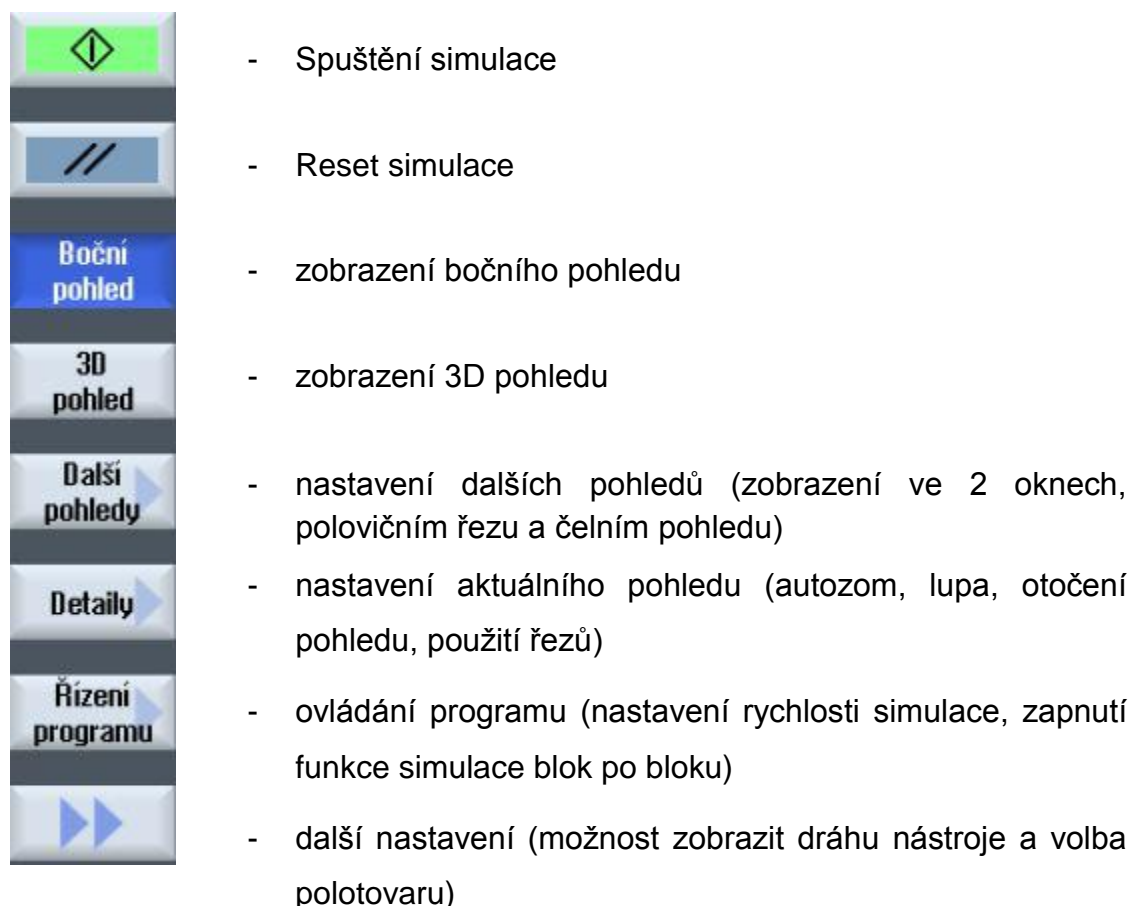 - Spuštění simulace
- Reset simulace
Boční
pohled
- zobrazení bočního pohledu
3D
pohled
- zobrazení 3D pohledu
Další
pohledy
- nastavení dalších pohledů (zobrazení ve 2 oknech,
polovičním řezu a čelním pohledu)
Detaily
- nastavení aktuálního pohledu (autozom, lupa, otočení
pohledu, použití řezů)
Řízení
programu
- ovládání programu (nastavení rychlosti simulace, zapnutí
funkce simulace blok po bloku)
- další nastavení (možnost zobrazit dráhu nástroje a volba
polotovaru)